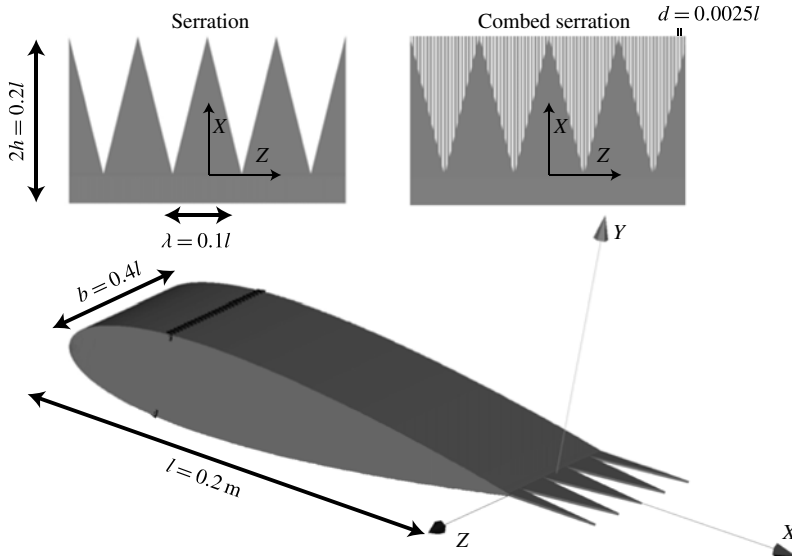 Serration
Combed serration
d = 0.0025l
2h = 0.2l
X
Z
X
Z
λ = 0.1l
Y
b = 0.4l
l = 0.2 m
Z
X